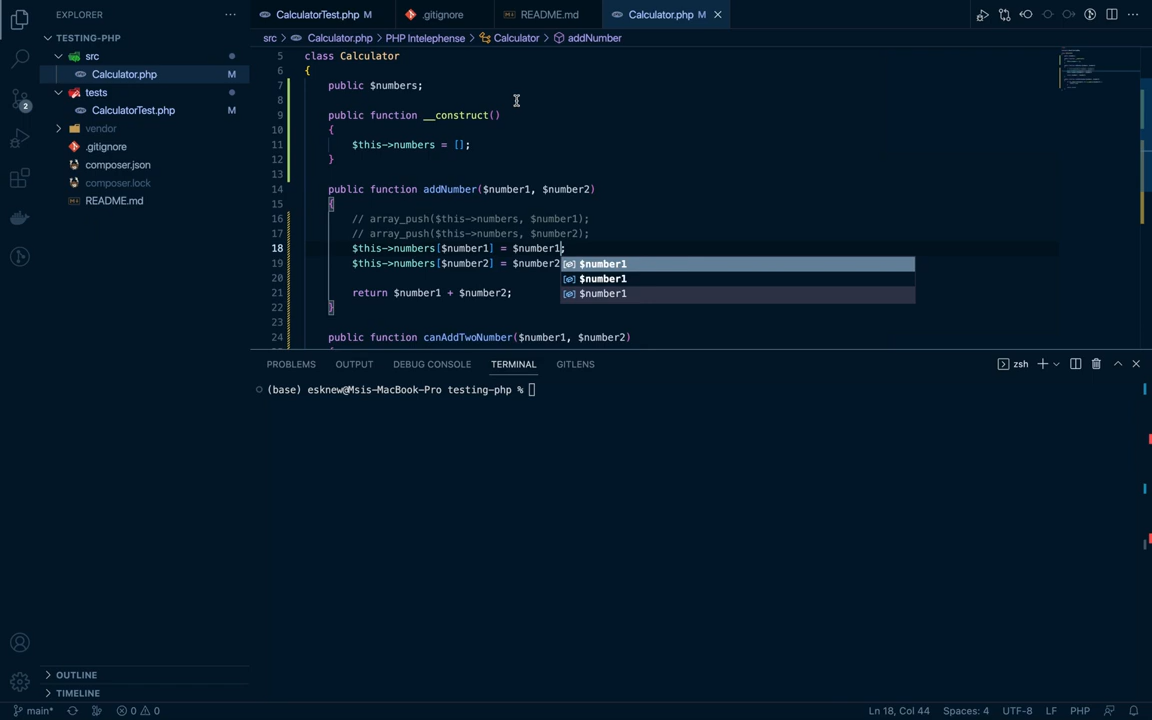 EXPLORER
TESTING-PHP
src
Calculator.php M
tests
CalculatorTest.php M
vendor
.gitignore
composer.json
composer.lock
README.md
2
OUTLINE
TIMELINE
CalculatorTest.php M
.gitignore
README.md
Calculator.php M
src > Calculator.php > PHP Intelephense > Calculator > addNumber
5 class Calculator
6 {
7 public $numbers;
8
9 public function __construct()
10 {
11 $this->numbers = [];
12 }
13
14 public function addNumber($number1, $number2)
15 {
16 // array_push($this->numbers, $number1);
17 // array_push($this->numbers, $number2);
18 $this->numbers[$number1] = $number1;
19 $this->numbers[$number2] = $number2
$number1
$number1
$number1
20
21 return $number1 + $number2;
22 }
23
24 public function canAddTwoNumber($number1, $number2)
PROBLEMS OUTPUT DEBUG CONSOLE TERMINAL GITLENS
zsh
(base) esknew@Msis-MacBook-Pro testing-php %
main* 0 0 Ln 18, Col 44 Spaces: 4 UTF-8 LF PHP